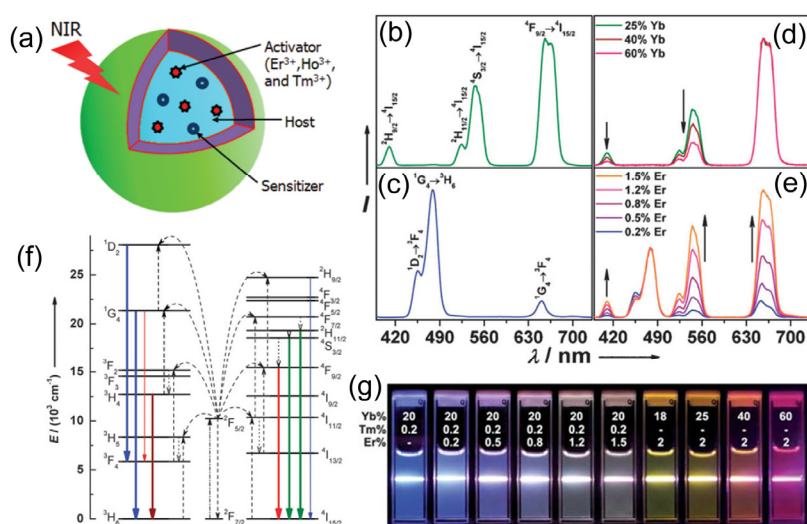 (a)
NIR
Activator
(Er³⁺,Ho³⁺,
and Tm³⁺)
Host
Sensitizer
(b)
²H₉/₂→⁴I₁₅/₂
²H₁₁/₂→⁴I₁₅/₂
⁴S₃/₂→⁴I₁₅/₂
⁴F₉/₂→⁴I₁₅/₂
(d)
25% Yb
40% Yb
60% Yb
I
(c)
¹D₂→³F₄
¹G₄→³H₆
¹G₄→³F₄
(e)
1.5% Er
1.2% Er
0.8% Er
0.5% Er
0.2% Er
420 490 560 630 700 420 490 560 630 700
λ / nm
(f)
E / (10³ cm⁻¹)
25
20
15
10
5
0
¹D₂
¹G₄
³F₂
³F₃
³H₄
³H₅
³F₄
³H₆
²F₅/₂
²F₇/₂
²H₉/₂
⁴F₃/₂
⁴F₅/₂
⁴F₇/₂
²H₁₁/₂
⁴S₃/₂
⁴F₉/₂
⁴I₉/₂
⁴I₁₁/₂
⁴I₁₃/₂
⁴I₁₅/₂
(g)
Yb% 20 20 20 20 20 20 18 25 40 60
Tm% 0.2 0.2 0.2 0.2 0.2 0.2 - - - -
Er% - 0.2 0.5 0.8 1.2 1.5 2 2 2 2